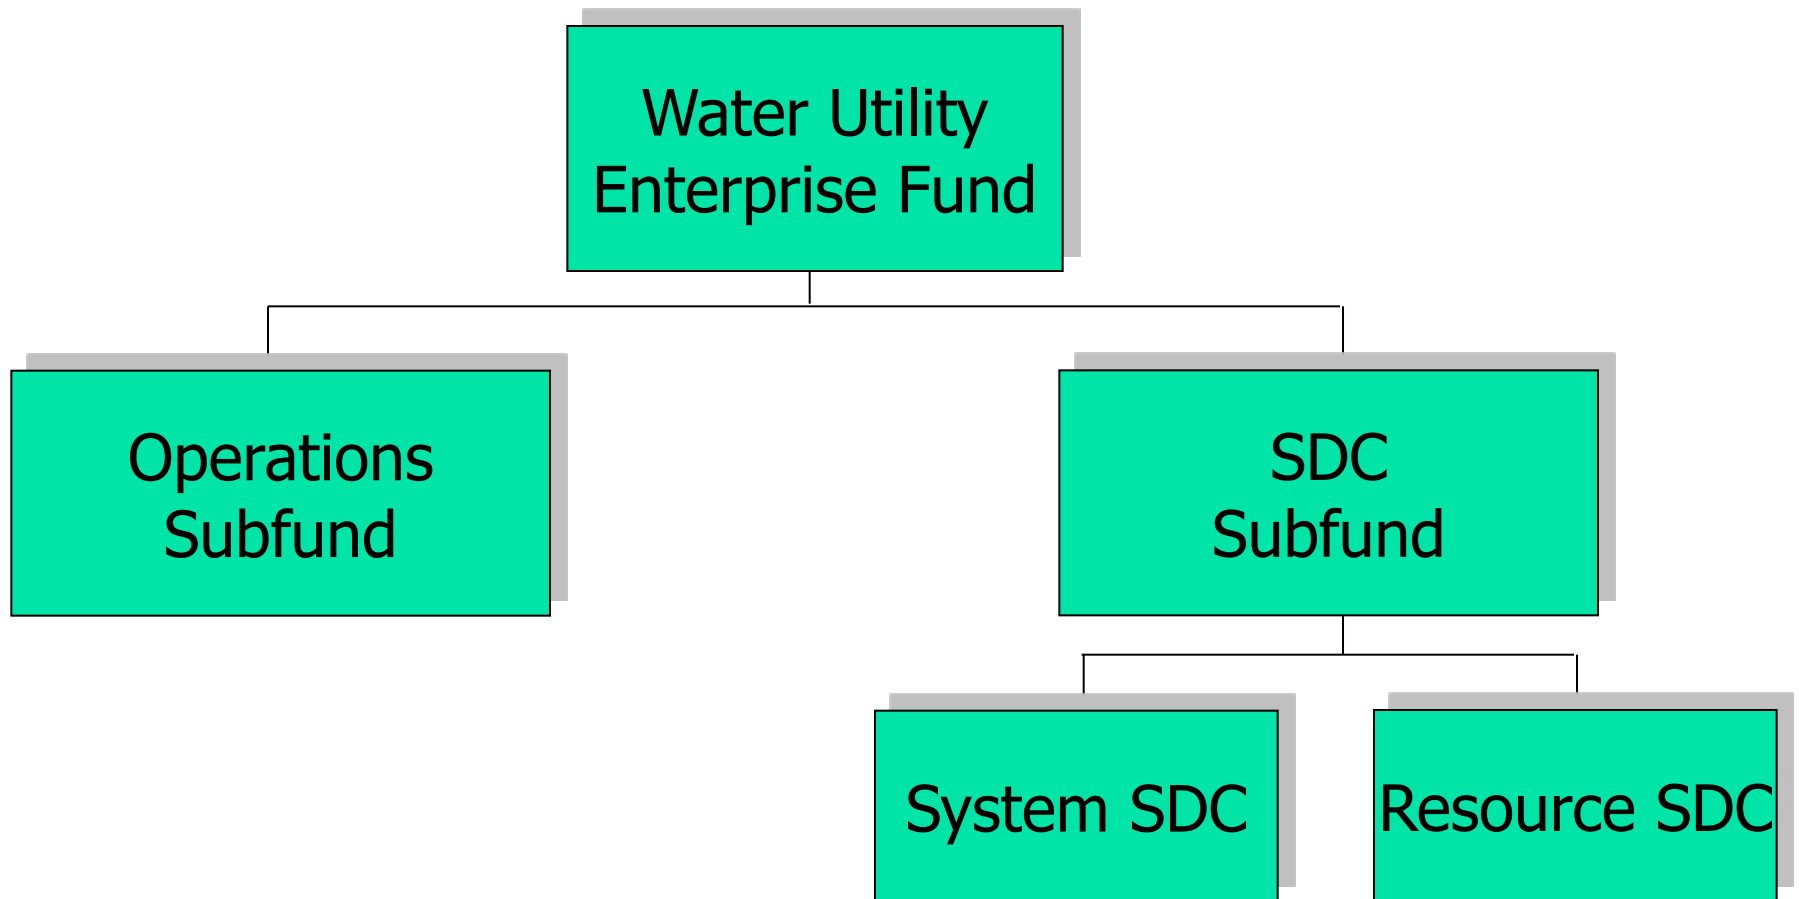 Water Utility
Enterprise Fund
Operations
Subfund
SDC
Subfund
System SDC
Resource SDC